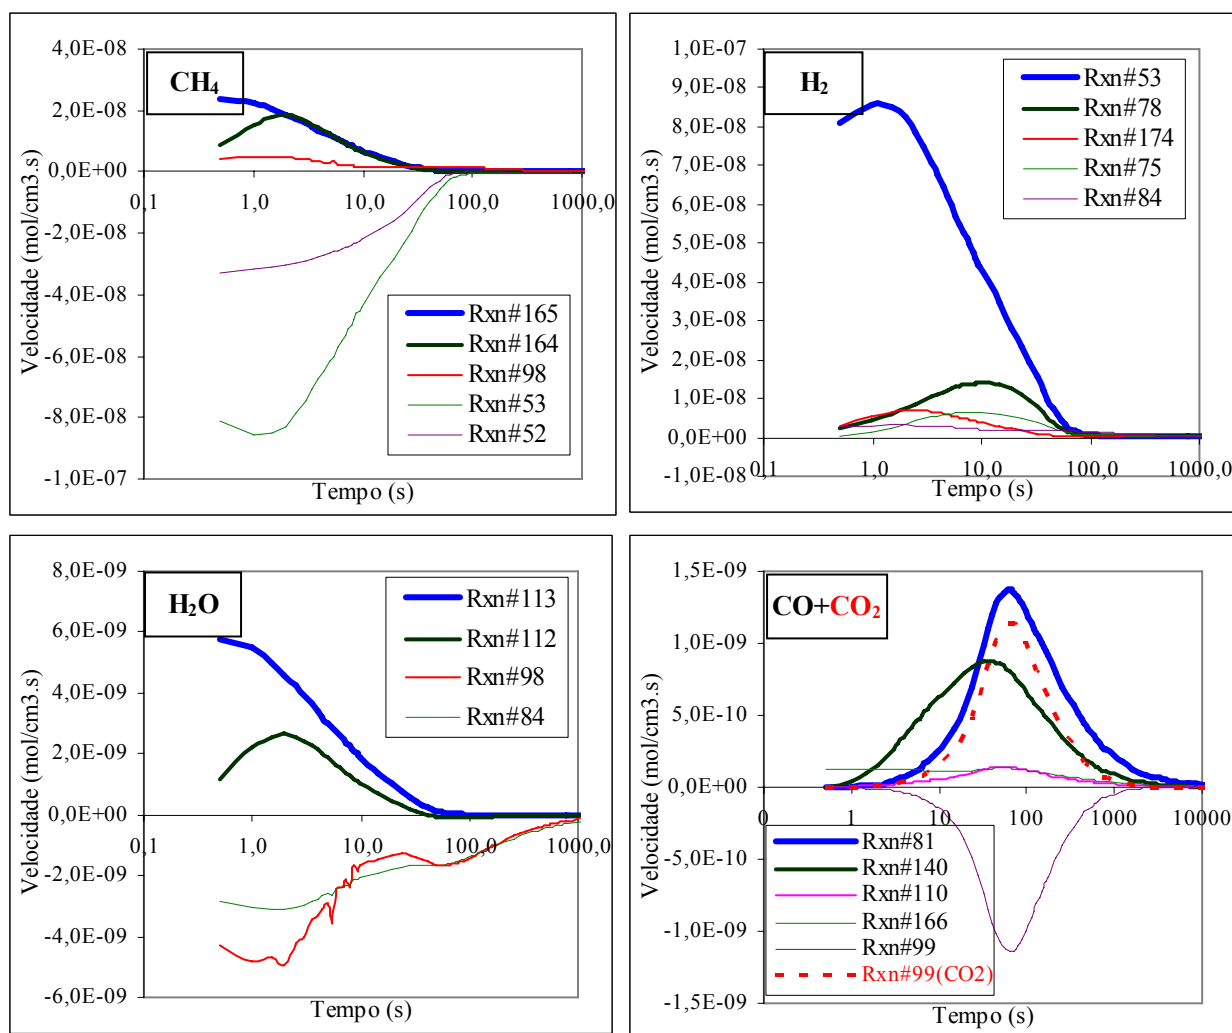 CH4
Velocidade (mol/cm3.s)
4,0E-08
2,0E-08
0,0E+00
-2,0E-08
-4,0E-08
-6,0E-08
-8,0E-08
-1,0E-07
0,1
1,0
10,0
100,0
1000,0
Tempo (s)
Rxn#165
Rxn#164
Rxn#98
Rxn#53
Rxn#52
H2
Velocidade (mol/cm3.s)
1,0E-07
9,0E-08
8,0E-08
7,0E-08
6,0E-08
5,0E-08
4,0E-08
3,0E-08
2,0E-08
1,0E-08
0,0E+00
-1,0E-08
0,1
1,0
10,0
100,0
1000,0
Tempo (s)
Rxn#53
Rxn#78
Rxn#174
Rxn#75
Rxn#84
H2O
Velocidade (mol/cm3.s)
8,0E-09
6,0E-09
4,0E-09
2,0E-09
0,0E+00
-2,0E-09
-4,0E-09
-6,0E-09
0,1
1,0
10,0
100,0
1000,0
Tempo (s)
Rxn#113
Rxn#112
Rxn#98
Rxn#84
CO+CO2
Velocidade (mol/cm3.s)
1,5E-09
1,0E-09
5,0E-10
0,0E+00
-5,0E-10
-1,0E-09
-1,5E-09
0
1
10
100
1000
10000
Tempo (s)
Rxn#81
Rxn#140
Rxn#110
Rxn#166
Rxn#99
Rxn#99(CO2)